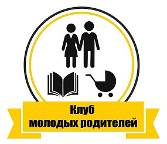 Клуб
молодых родителей